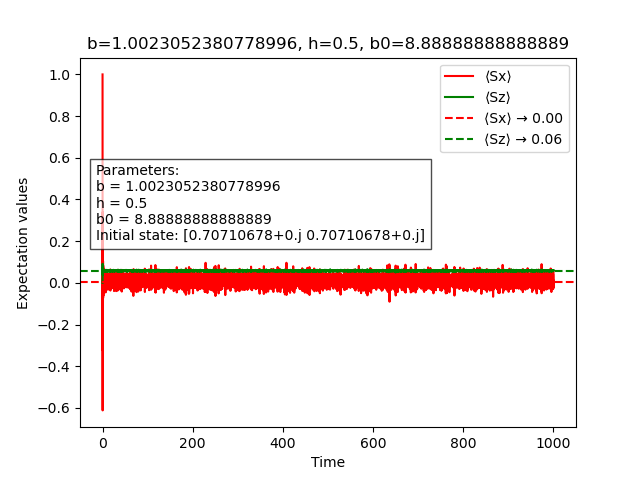 b=1.0023052380778996, h=0.5, b0=8.88888888888889
Expectation values
1.0
0.8
0.6
0.4
0.2
0.0
−0.2
−0.4
−0.6
⟨Sx⟩
⟨Sz⟩
⟨Sx⟩ → 0.00
⟨Sz⟩ → 0.06
Parameters:
b = 1.0023052380778996
h = 0.5
b0 = 8.88888888888889
Initial state: [0.70710678+0.j 0.70710678+0.j]
0
200
400
600
800
1000
Time